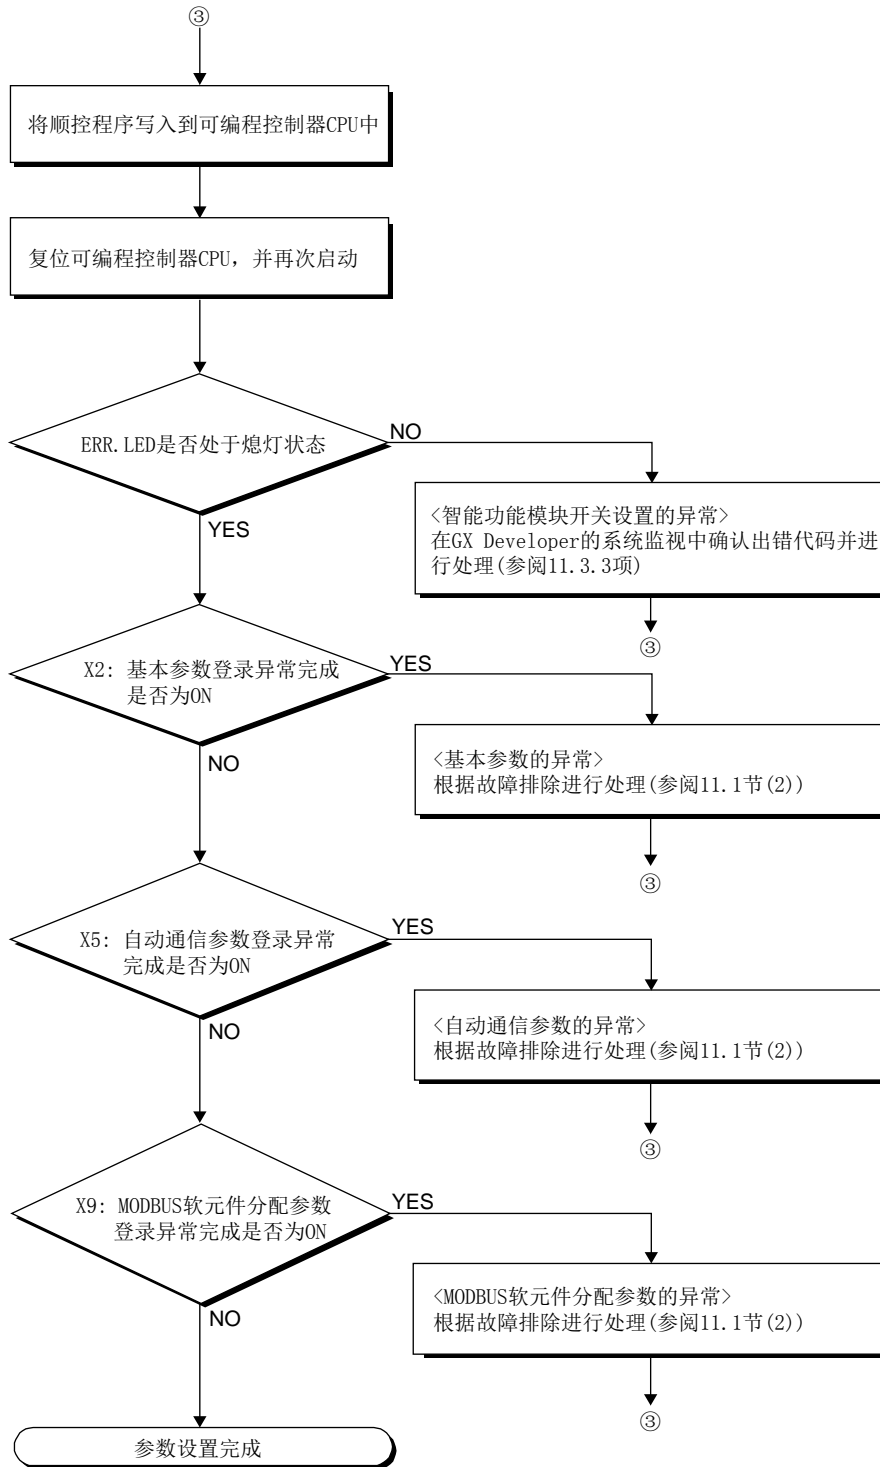 ③
将顺控程序写入到可编程控制器CPU中
复位可编程控制器CPU，并再次启动
ERR.LED是否处于熄灯状态
NO
YES
<智能功能模块开关设置的异常>
在GX Developer的系统监视中确认出错代码并进
行处理(参阅11.3.3项)
③
X2: 基本参数登录异常完成
是否为ON
YES
NO
<基本参数的异常>
根据故障排除进行处理(参阅11.1节(2))
③
X5: 自动通信参数登录异常
完成是否为ON
YES
NO
<自动通信参数的异常>
根据故障排除进行处理(参阅11.1节(2))
③
X9: MODBUS软元件分配参数
登录异常完成是否为ON
YES
NO
<MODBUS软元件分配参数的异常>
根据故障排除进行处理(参阅11.1节(2))
③
参数设置完成